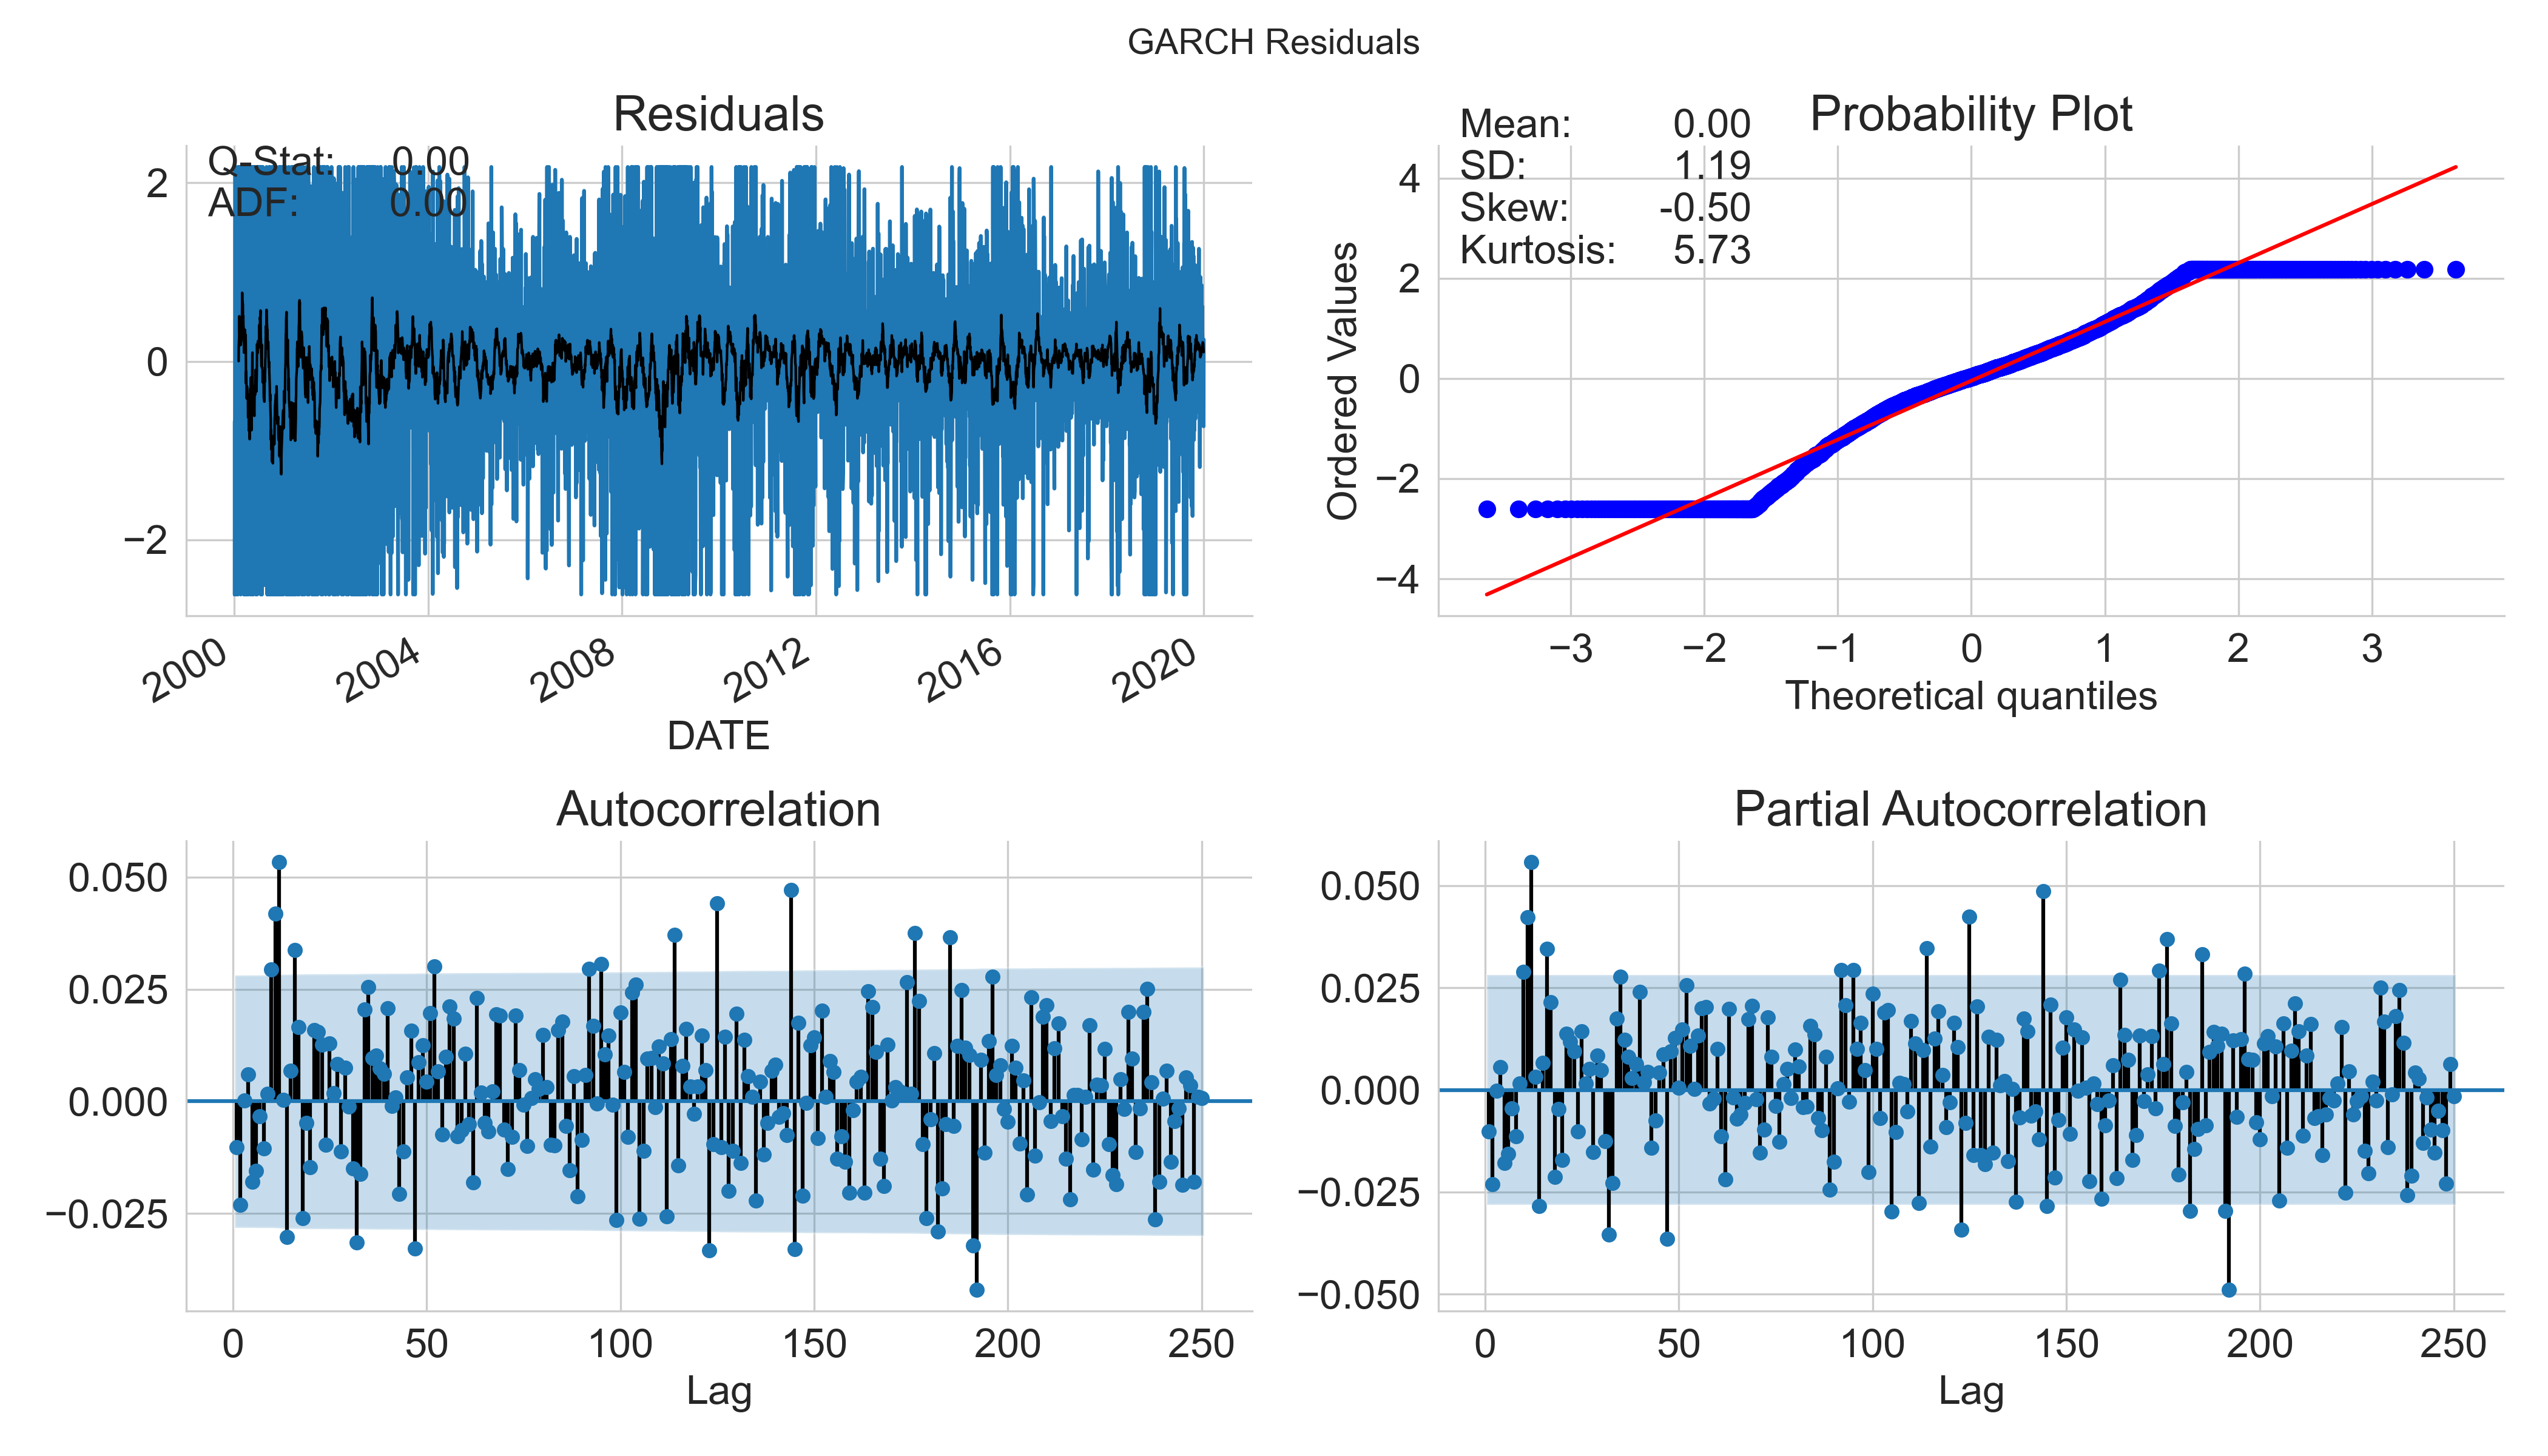 GARCH Residuals
Residuals
Q-Stat: 0.00
ADF: 0.00
2
0
−2
2000 2004 2008 2012 2016 2020
DATE
Probability Plot
Mean: 0.00
SD: 1.19
Skew: -0.50
Kurtosis: 5.73
Ordered Values
4
2
0
−2
−4
−3 −2 −1 0 1 2 3
Theoretical quantiles
Autocorrelation
0.050
0.025
0.000
−0.025
0 50 100 150 200 250
Lag
Partial Autocorrelation
0.050
0.025
0.000
−0.025
−0.050
0 50 100 150 200 250
Lag